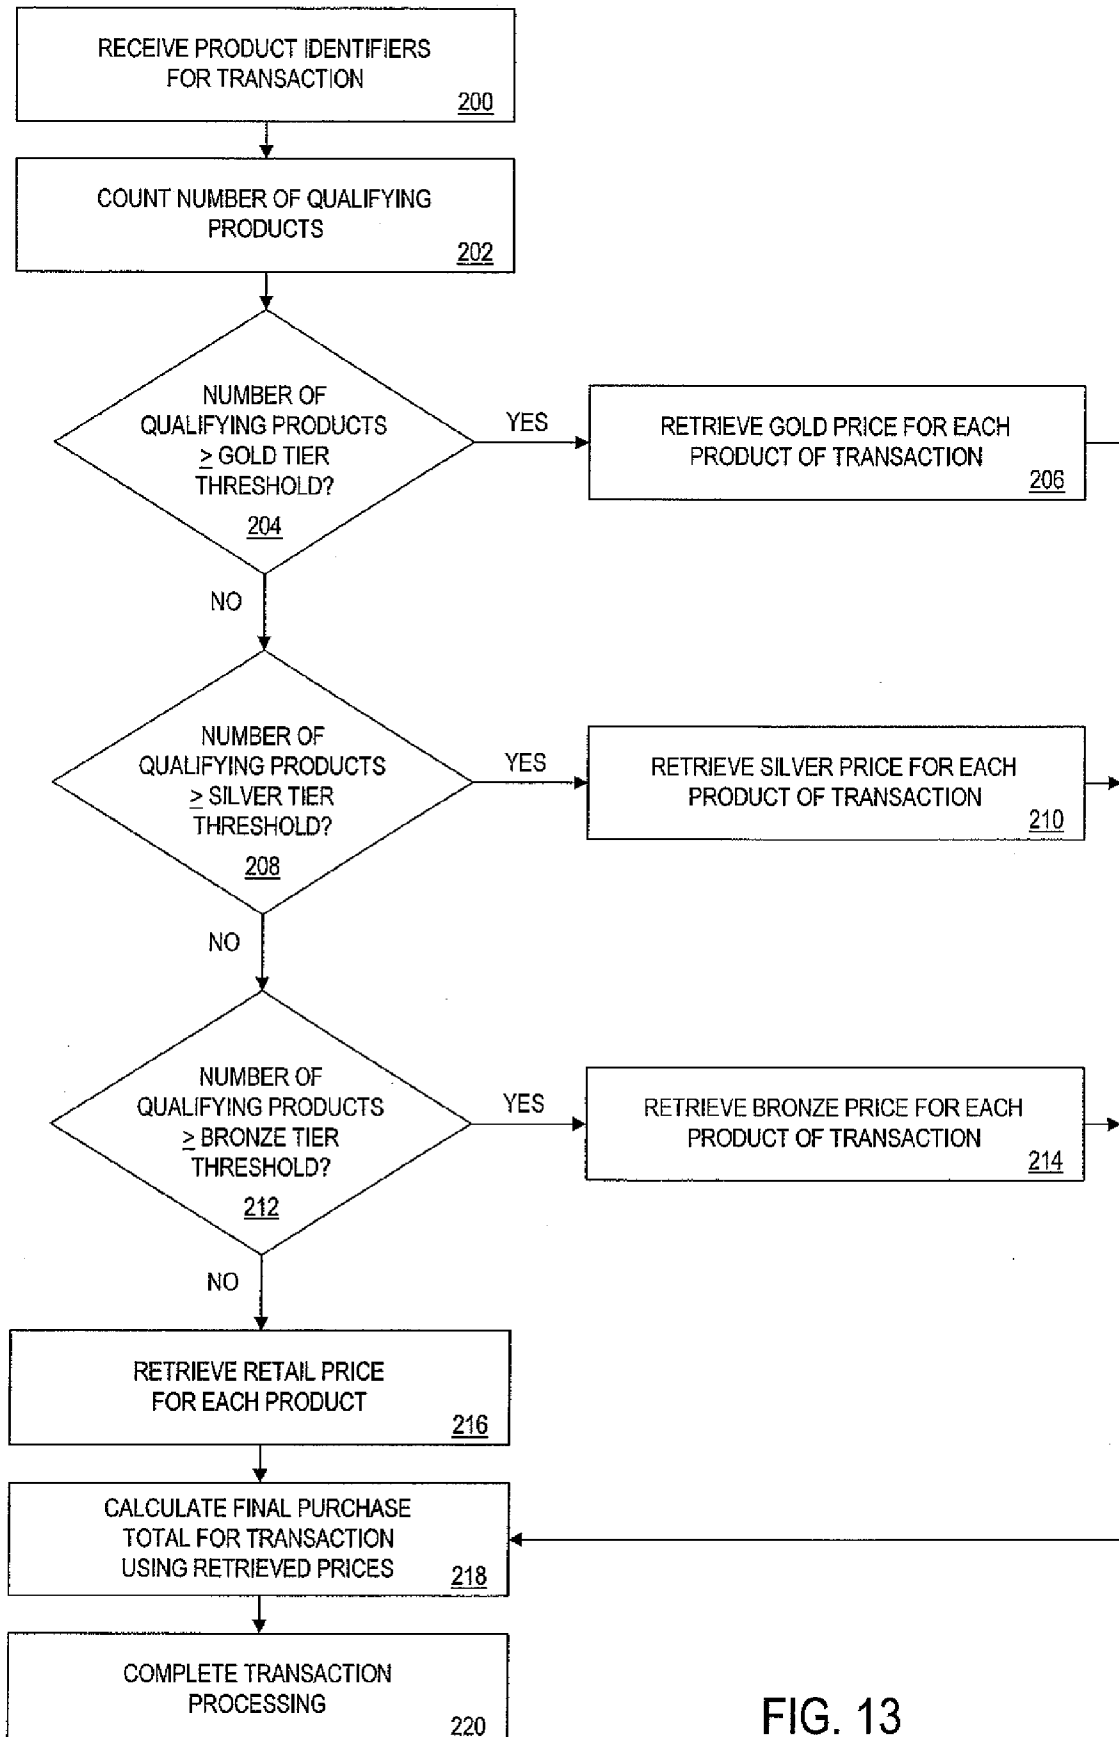 RECEIVE PRODUCT IDENTIFIERS
FOR TRANSACTION
200
COUNT NUMBER OF QUALIFYING
PRODUCTS
202
NUMBER OF
QUALIFYING PRODUCTS
≥ GOLD TIER
THRESHOLD?
204
YES
RETRIEVE GOLD PRICE FOR EACH
PRODUCT OF TRANSACTION
206
NO
NUMBER OF
QUALIFYING PRODUCTS
≥ SILVER TIER
THRESHOLD?
208
YES
RETRIEVE SILVER PRICE FOR EACH
PRODUCT OF TRANSACTION
210
NO
NUMBER OF
QUALIFYING PRODUCTS
≥ BRONZE TIER
THRESHOLD?
212
YES
RETRIEVE BRONZE PRICE FOR EACH
PRODUCT OF TRANSACTION
214
NO
RETRIEVE RETAIL PRICE
FOR EACH PRODUCT
216
CALCULATE FINAL PURCHASE
TOTAL FOR TRANSACTION
USING RETRIEVED PRICES
218
COMPLETE TRANSACTION
PROCESSING
220
FIG. 13